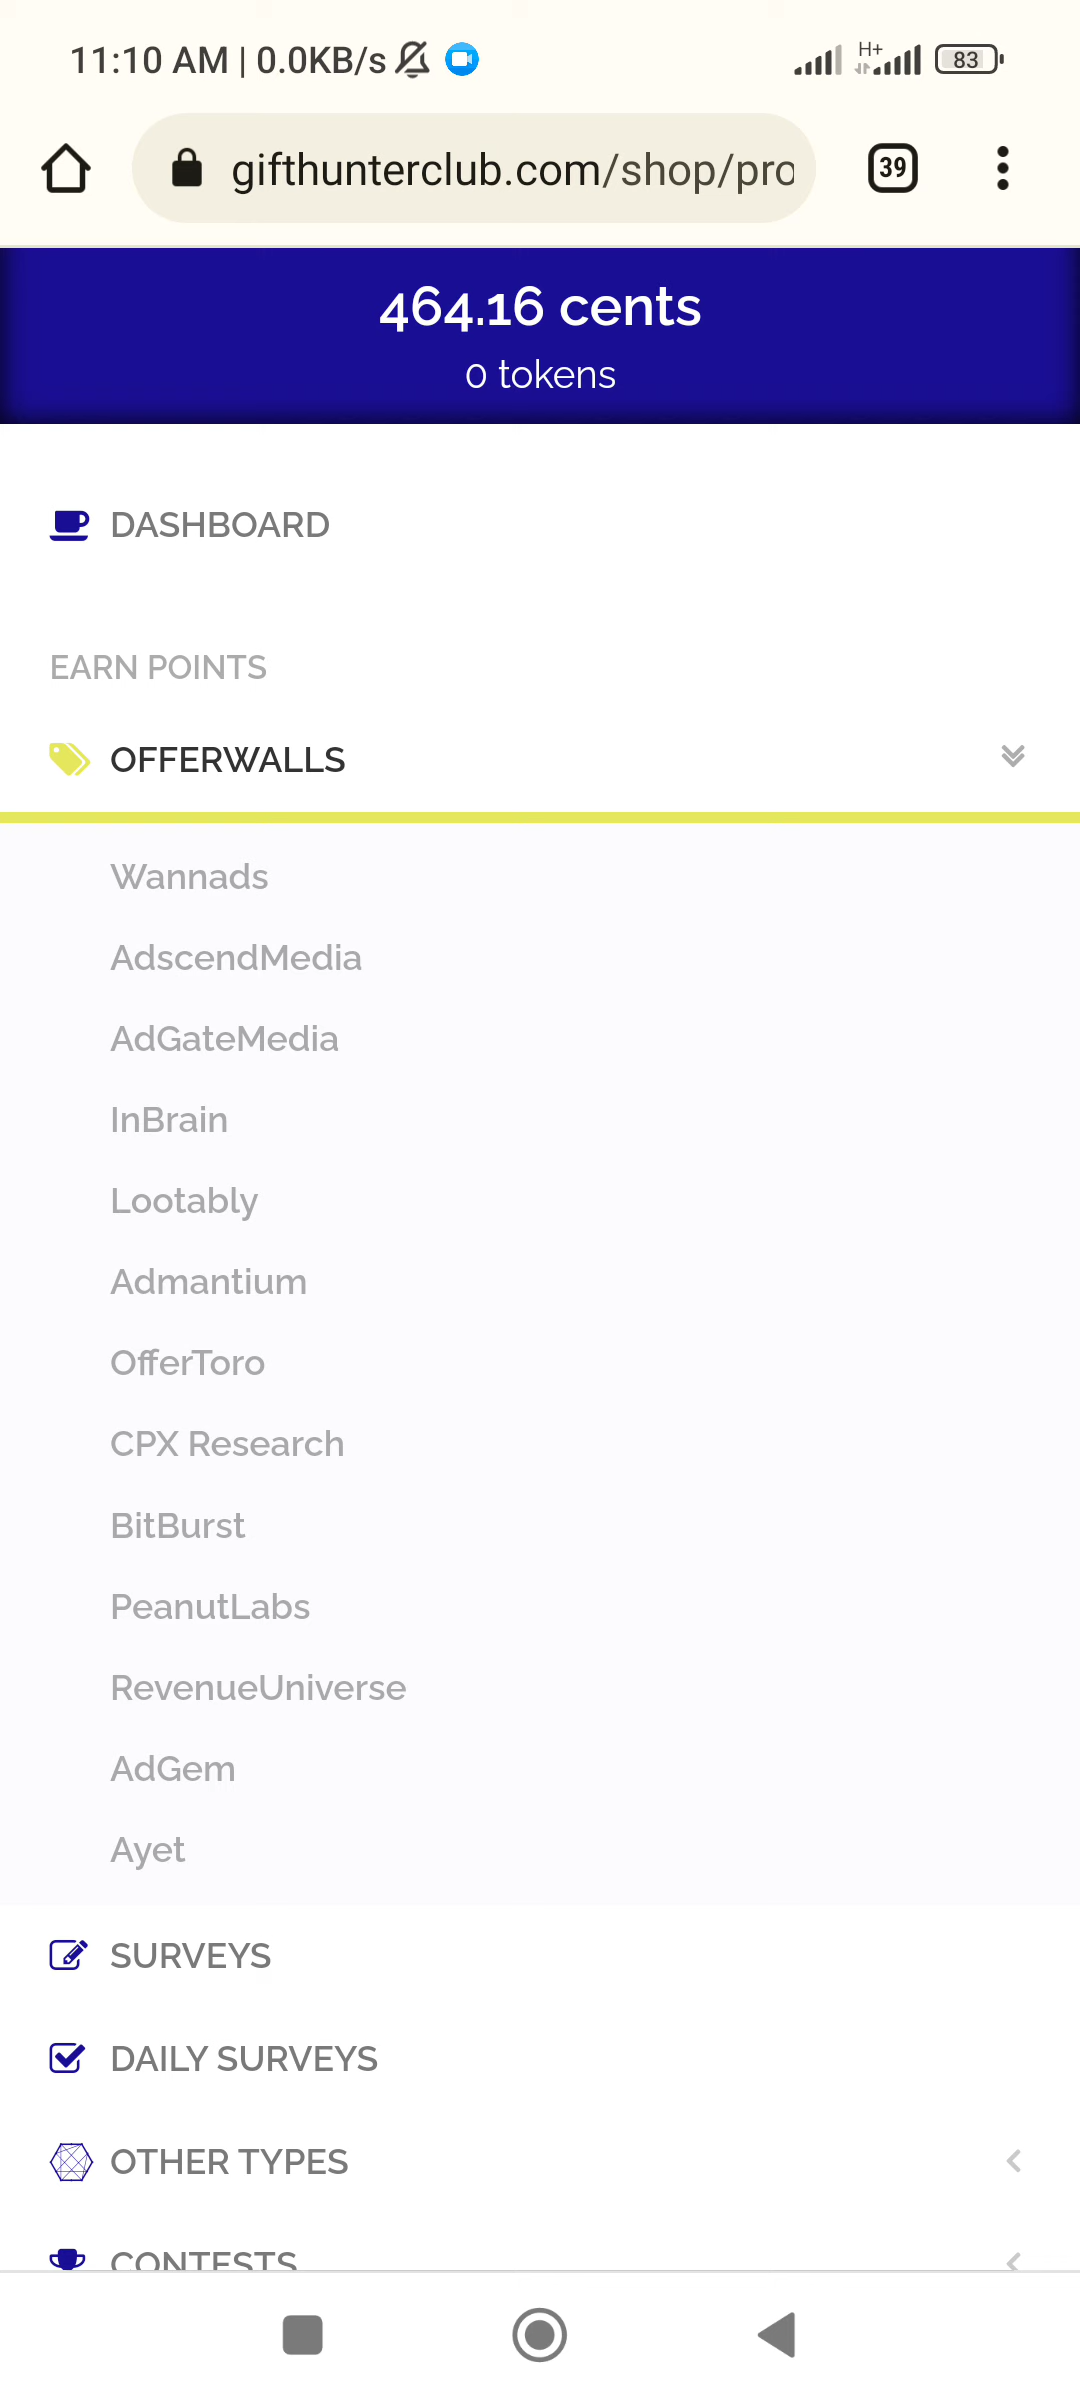 11:10 AM | 0.0KB/s H+ 83
gifthunterclub.com/shop/pro 39
464.16 cents
0 tokens
DASHBOARD
EARN POINTS
OFFERWALLS
Wannads
AdscendMedia
AdGateMedia
InBrain
Lootably
Admantium
OfferToro
CPX Research
BitBurst
PeanutLabs
RevenueUniverse
AdGem
Ayet
SURVEYS
DAILY SURVEYS
OTHER TYPES
CONTESTS